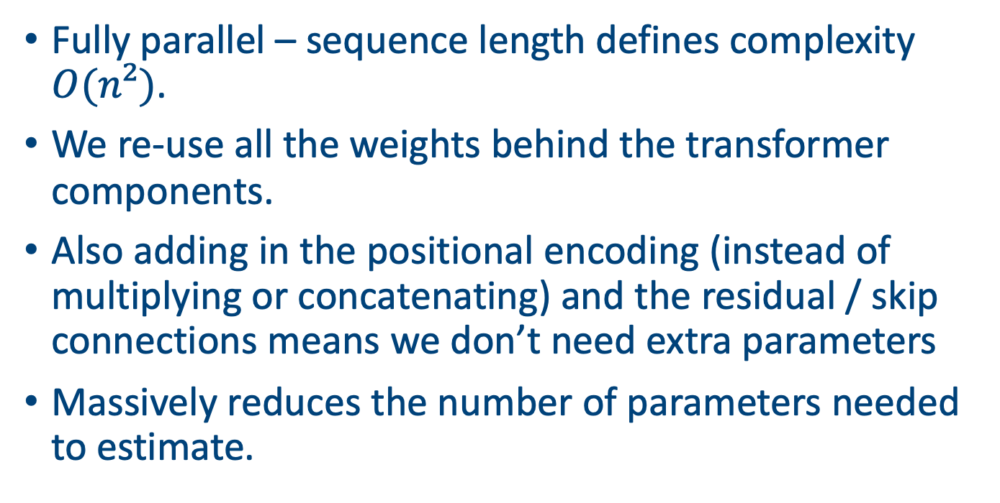 • Fully parallel – sequence length defines complexity
O(n²).
• We re-use all the weights behind the transformer
components.
• Also adding in the positional encoding (instead of
multiplying or concatenating) and the residual / skip
connections means we don’t need extra parameters
• Massively reduces the number of parameters needed
to estimate.